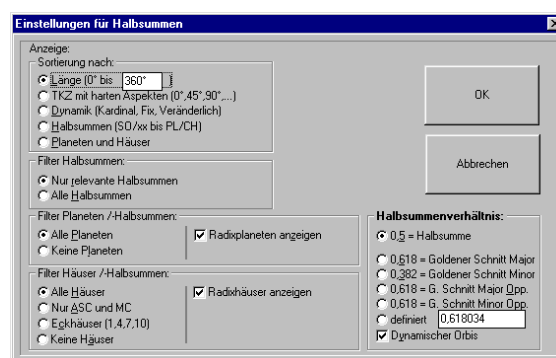 Einstellungen für Halbsummen
Anzeige:
Sortierung nach:
Länge (0° bis 360° )
TKZ mit harten Aspekten (0°,45°,90°,...)
Dynamik (Kardinal, Fix, Veränderlich)
Halbsummen (SO/xx bis PL/CH)
Planeten und Häuser
OK
Abbrechen
Filter Halbsummen:
Nur relevante Halbsummen
Alle Halbsummen
Filter Planeten /-Halbsummen:
Alle Planeten
Keine Planeten
Radixplaneten anzeigen
Filter Häuser /-Halbsummen:
Alle Häuser
Nur ASC und MC
Eckhäuser (1,4,7,10)
Keine Häuser
Radixhäuser anzeigen
Halbsummenverhältnis:
0,5 = Halbsumme
0,618 = Goldener Schnitt Major
0,382 = Goldener Schnitt Minor
0,618 = G. Schnitt Major Opp.
0,618 = G. Schnitt Minor Opp.
definiert 0,618034
Dynamischer Orbis